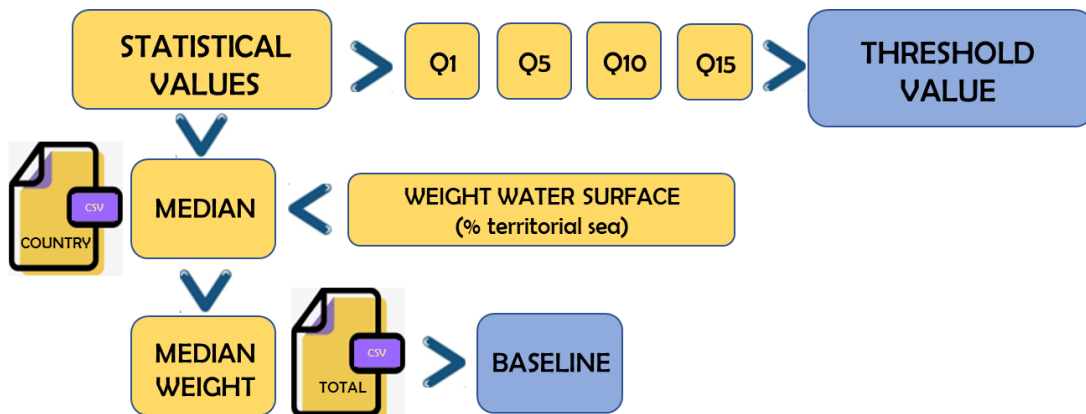 STATISTICAL
VALUES
Q1
Q5
Q10
Q15
THRESHOLD
VALUE
CSV
COUNTRY
MEDIAN
WEIGHT WATER SURFACE
(% territorial sea)
MEDIAN
WEIGHT
CSV
TOTAL
BASELINE